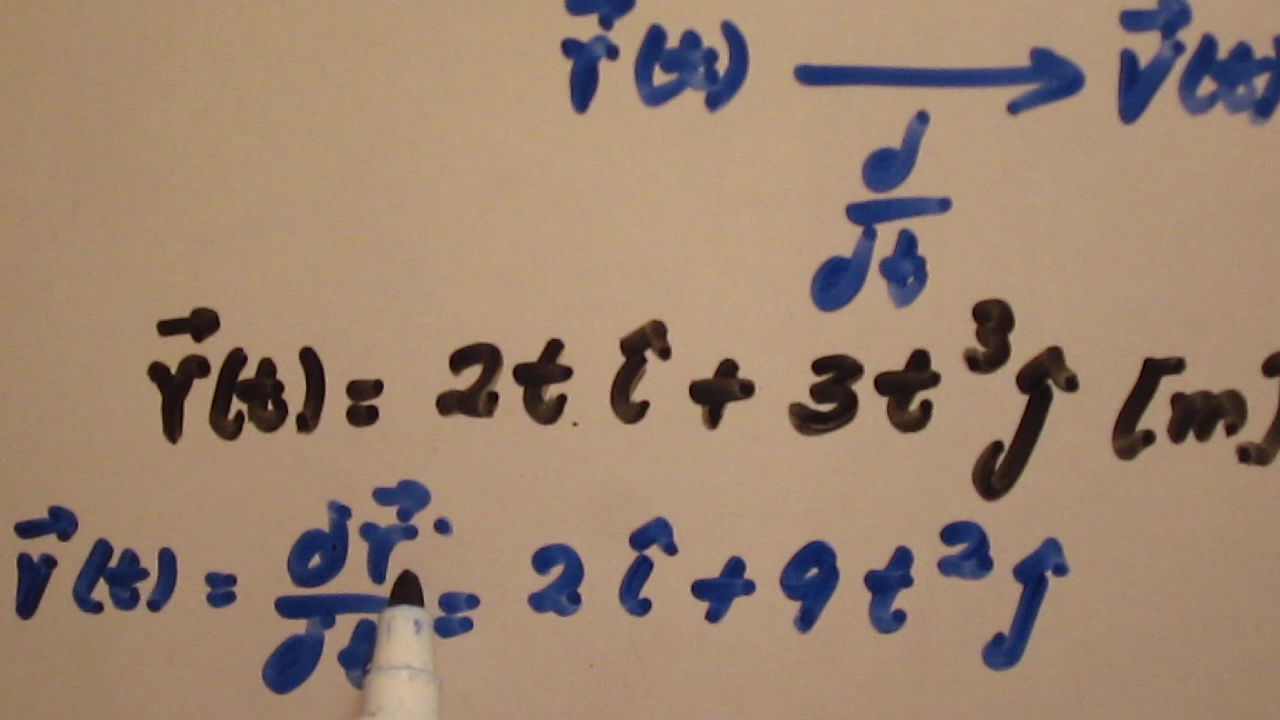 r⃗(t) → v⃗(t)
d/dt
r⃗(t) = 2t î + 3t³ ĵ [m]
v⃗(t) = dr⃗/dt = 2 î + 9t² ĵ